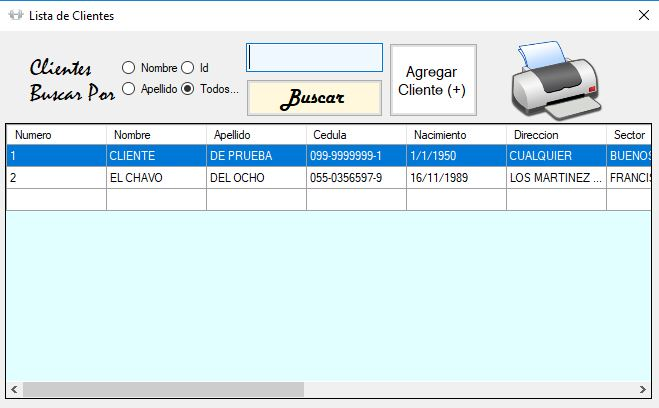 Lista de Clientes
Clientes
Buscar Por
Nombre Id
Apellido Todos...
Buscar
Agregar
Cliente (+)
Numero Nombre Apellido Cedula Nacimiento Direccion Sector
1 CLIENTE DE PRUEBA 099-9999999-1 1/1/1950 CUALQUIER BUENOS
2 EL CHAVO DEL OCHO 055-0356597-9 16/11/1989 LOS MARTINEZ ... FRANCIS